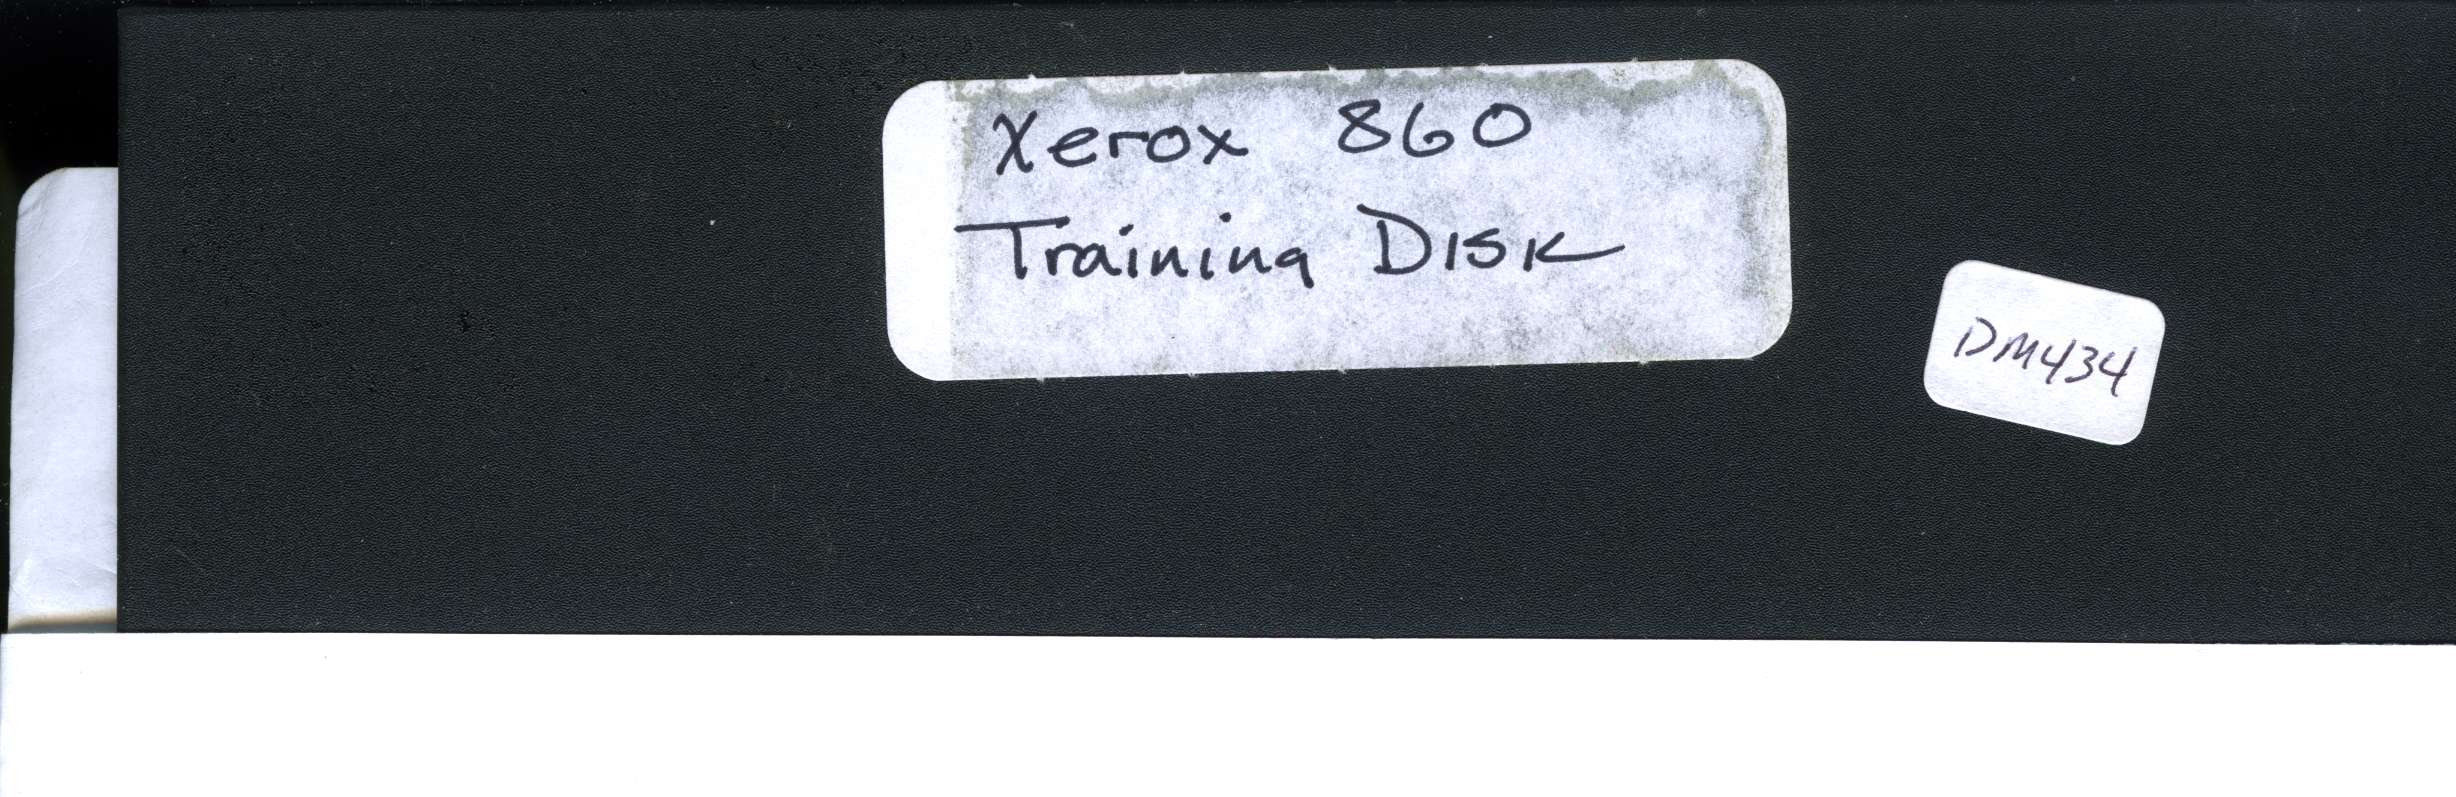 Xerox 860
Training Disk
DM434